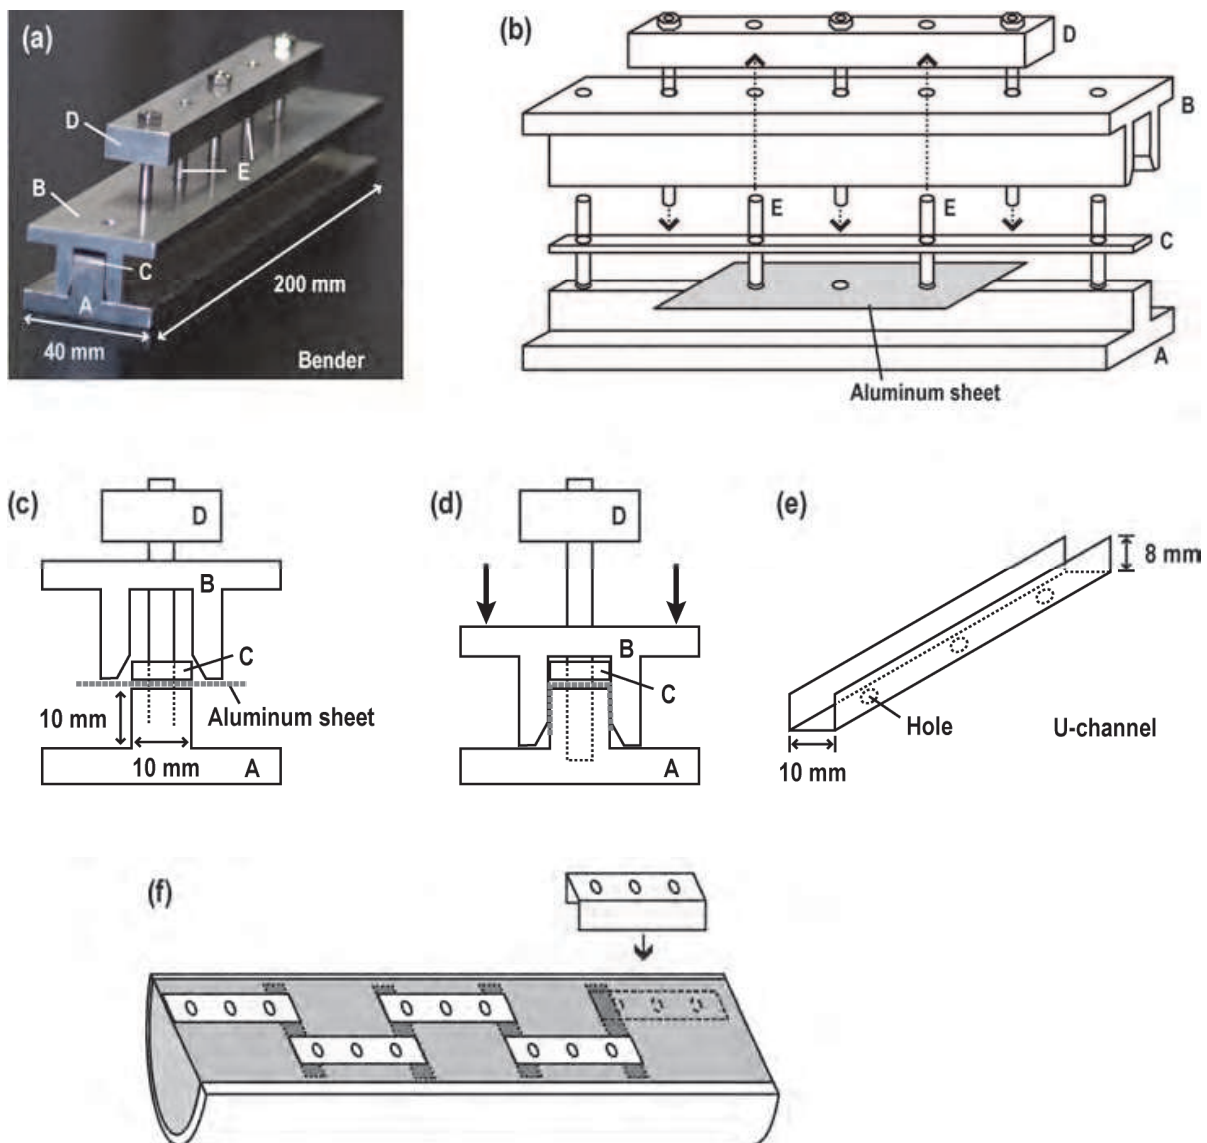 (a)
D
E
B
C
A
200 mm
40 mm
Bender
(b)
D
B
E
E
C
A
Aluminum sheet
(c)
D
B
C
10 mm
Aluminum sheet
10 mm
A
(d)
D
B
C
A
(e)
8 mm
Hole
U-channel
10 mm
(f)